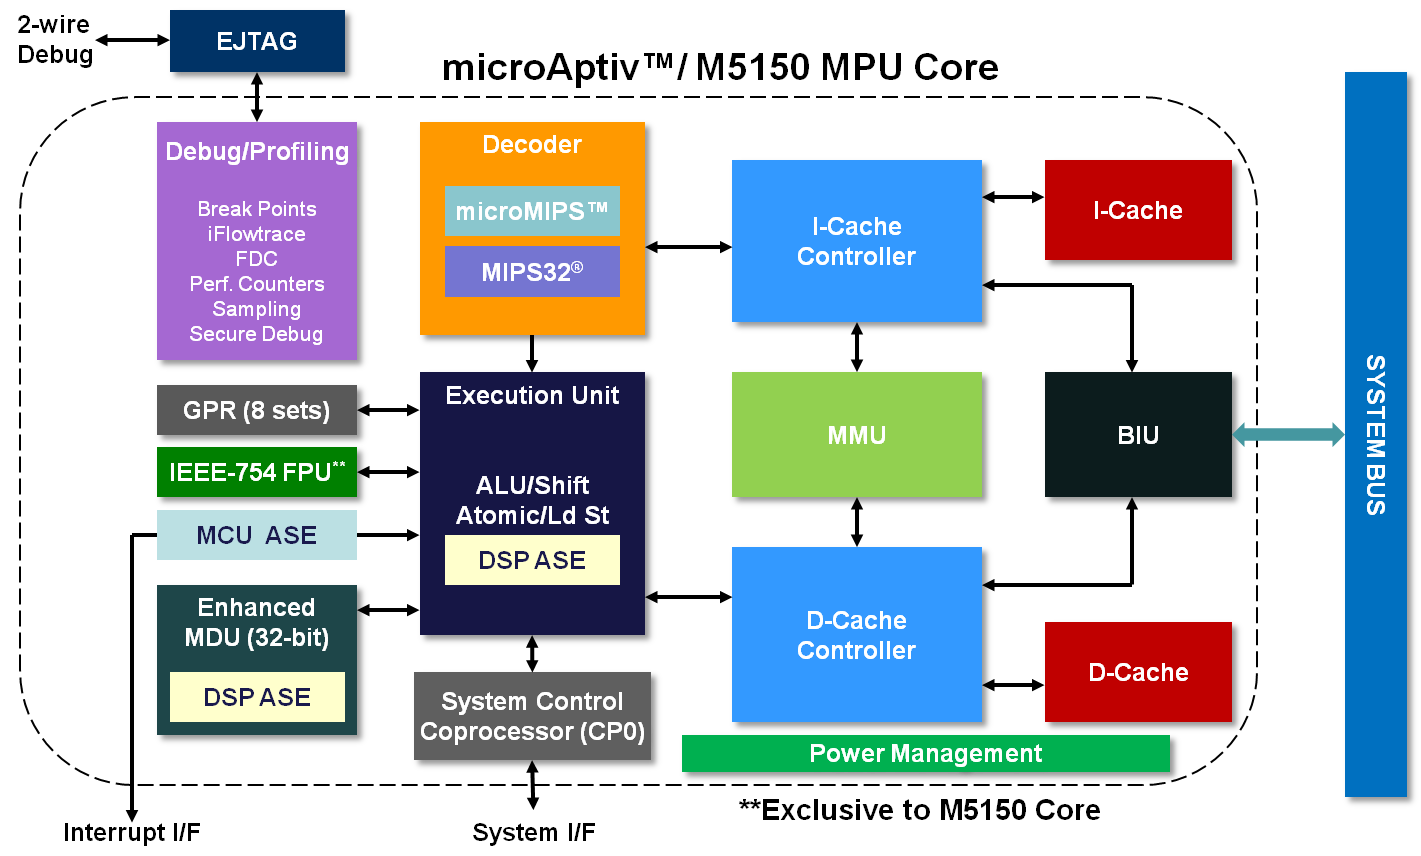 2-wire
Debug
EJTAG
microAptiv™/ M5150 MPU Core
Debug/Profiling
Break Points
iFlowtrace
FDC
Perf. Counters
Sampling
Secure Debug
Decoder
microMIPS™
MIPS32®
I-Cache
Controller
I-Cache
GPR (8 sets)
IEEE-754 FPU**
MCU ASE
Enhanced
MDU (32-bit)
DSP ASE
Execution Unit
ALU/Shift
Atomic/Ld St
DSP ASE
MMU
BIU
SYSTEM BUS
D-Cache
Controller
D-Cache
System Control
Coprocessor (CP0)
Power Management
**Exclusive to M5150 Core
Interrupt I/F
System I/F